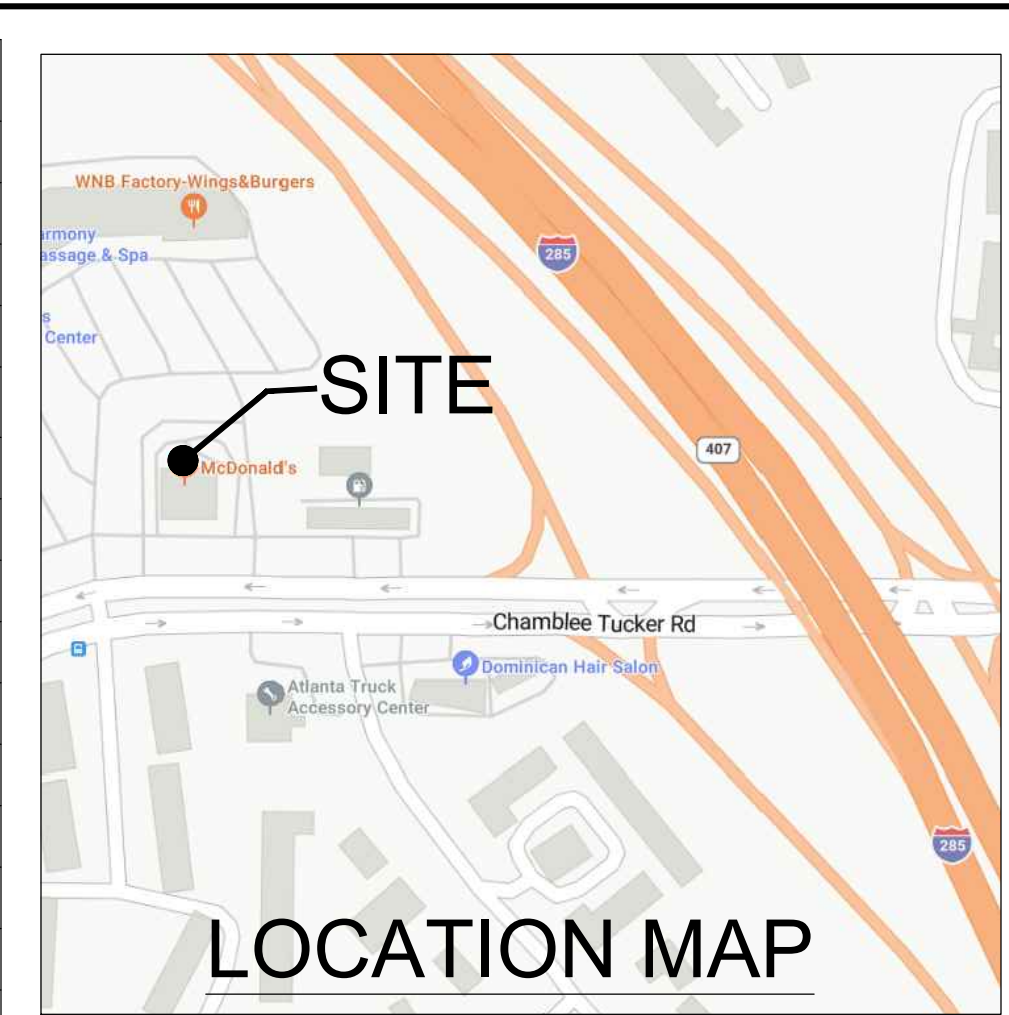 WNB Factory-Wings&Burgers
armony
assage & Spa
285
s
Center
SITE
407
McDonald's
Chamblee Tucker Rd
Dominican Hair Salon
Atlanta Truck
Accessory Center
285
LOCATION MAP